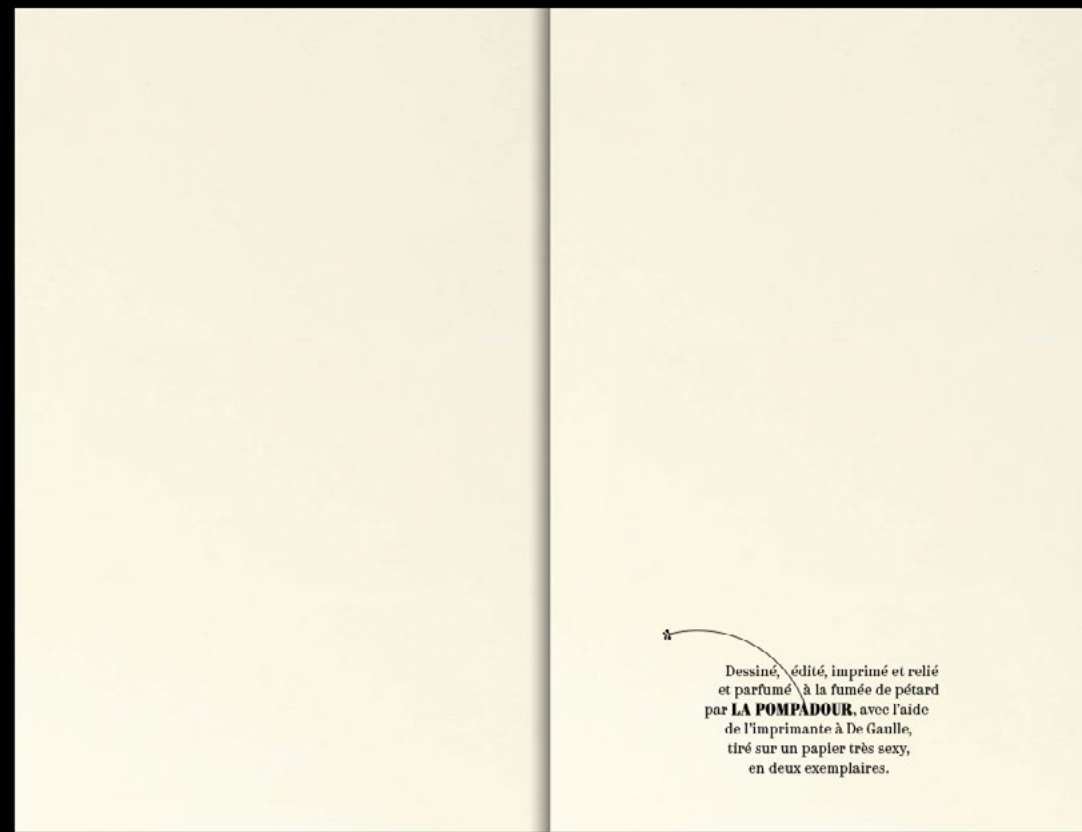 Dessiné, édité, imprimé et relié
et parfumé à la fumée de pétard
par LA POMPADOUR, avec l'aide
de l'imprimante à De Gaulle,
tiré sur un papier très sexy,
en deux exemplaires.